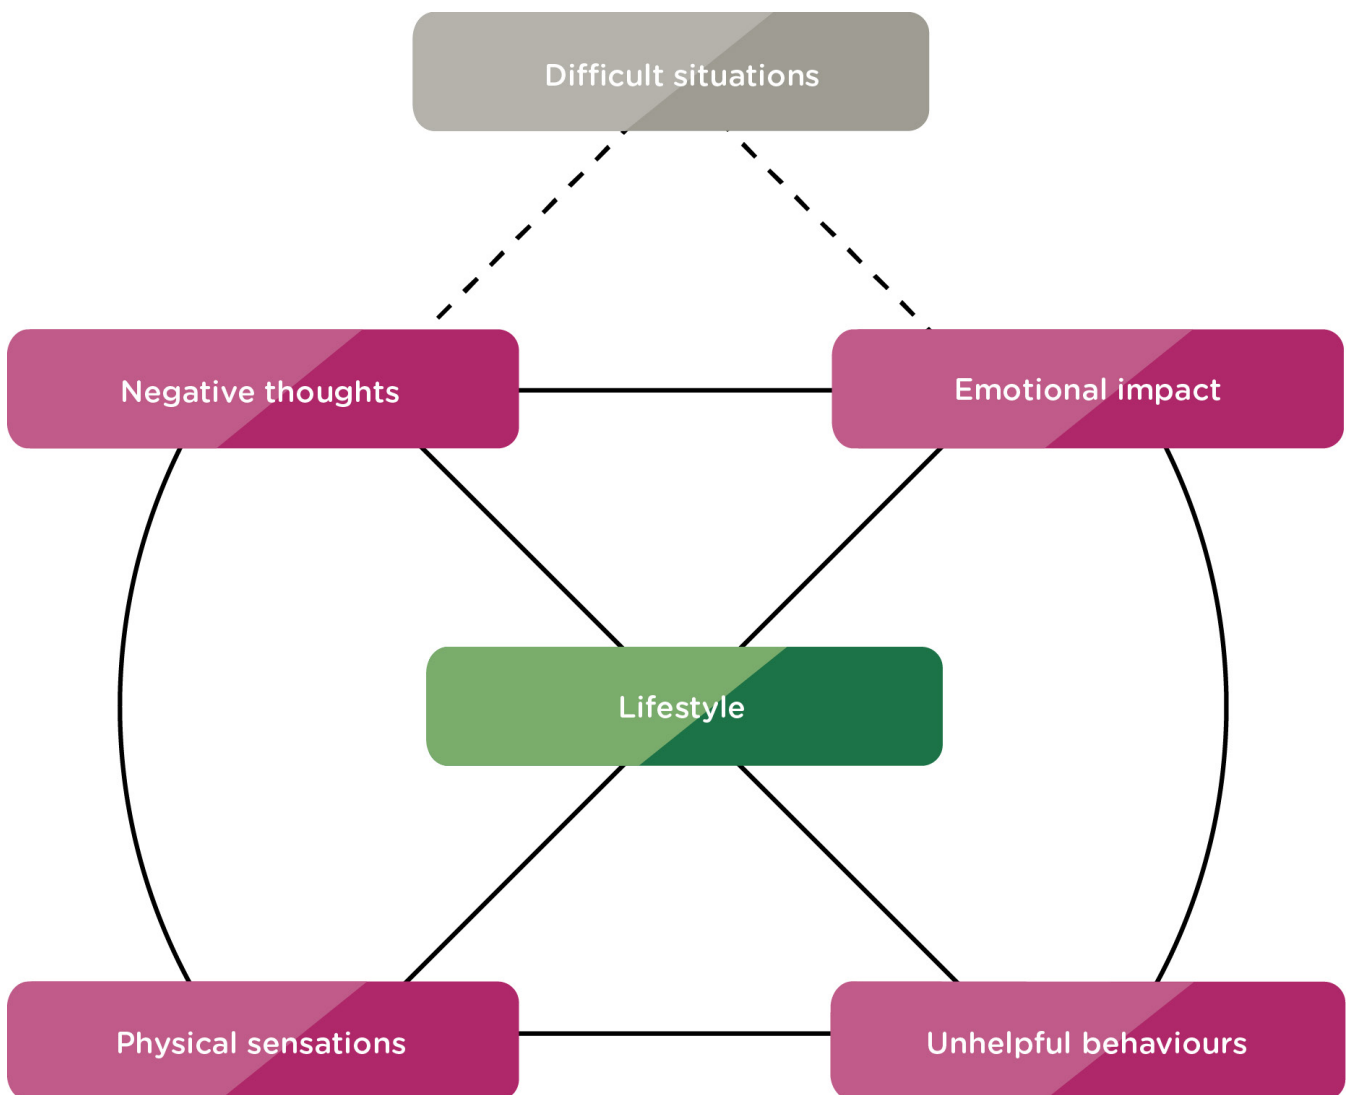 Difficult situations
Negative thoughts
Emotional impact
Lifestyle
Physical sensations
Unhelpful behaviours